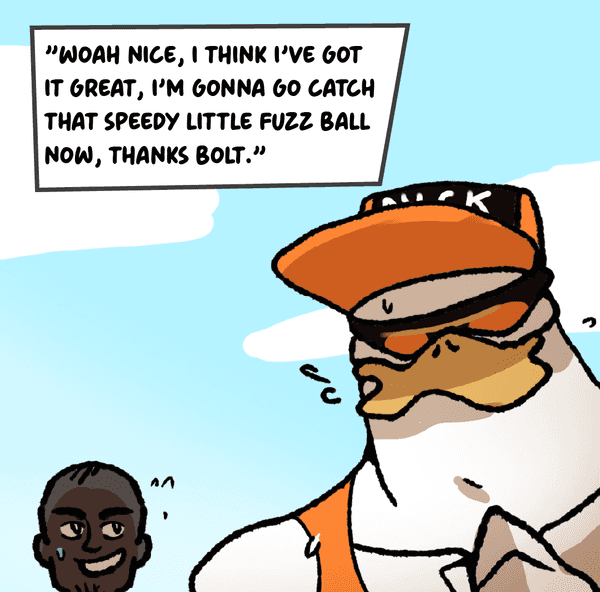 "WOAH NICE, I THINK I'VE GOT
IT GREAT, I'M GONNA GO CATCH
THAT SPEEDY LITTLE FUZZ BALL
NOW, THANKS BOLT."